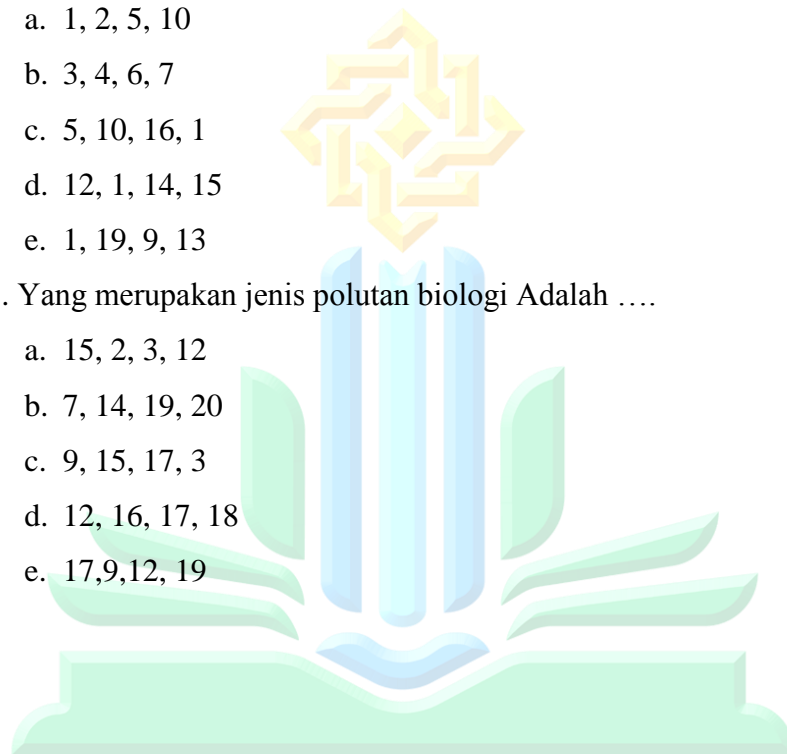 a. 1, 2, 5, 10
b. 3, 4, 6, 7
c. 5, 10, 16, 1
d. 12, 1, 14, 15
e. 1, 19, 9, 13
. Yang merupakan jenis polutan biologi Adalah ….
a. 15, 2, 3, 12
b. 7, 14, 19, 20
c. 9, 15, 17, 3
d. 12, 16, 17, 18
e. 17,9,12, 19